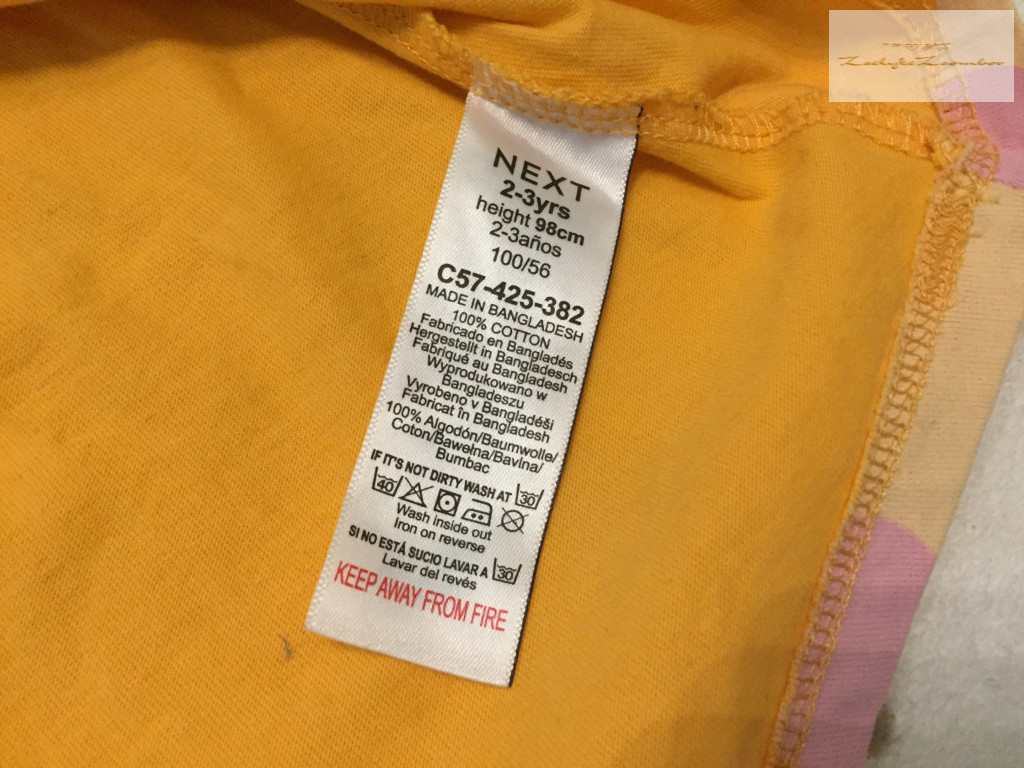 NEXT
2-3yrs
height 98cm
2-3años
100/56
C57-425-382
MADE IN BANGLADESH
100% COTTON
Fabricado en Bangladés
Hergestellt in Bangladesch
Fabriqué au Bangladesh
Wyprodukowano w
Bangladeszu
Vyrobeno v Bangladéši
Fabricat în Bangladesh
100% Algodón/Baumwolle/
Coton/Bawełna/Bavlna/
Bumbac
IF IT'S NOT DIRTY WASH AT 30
40
Wash inside out
Iron on reverse
SI NO ESTÁ SUCIO LAVAR A 30
Lavar del revés
KEEP AWAY FROM FIRE